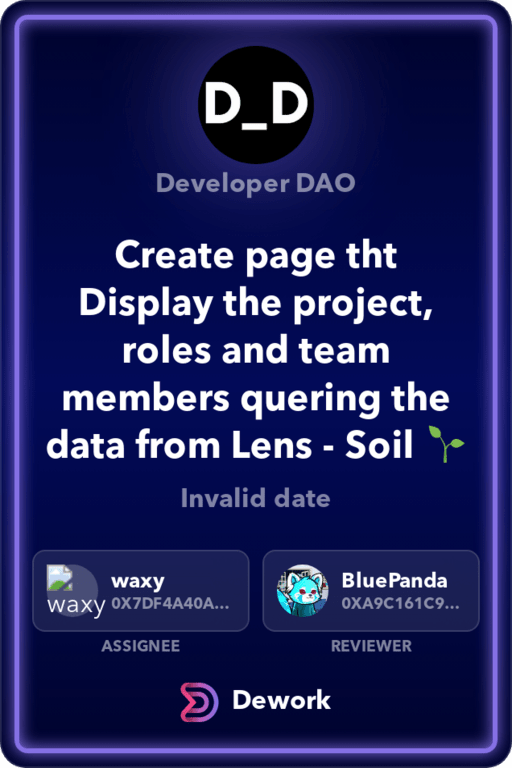 D_D
Developer DAO
Create page tht
Display the project,
roles and team
members quering the
data from Lens - Soil 🌱
Invalid date
waxy
waxy
0X7DF4A40A...
ASSIGNEE
BluePanda
0XA9C161C9...
REVIEWER
Dework